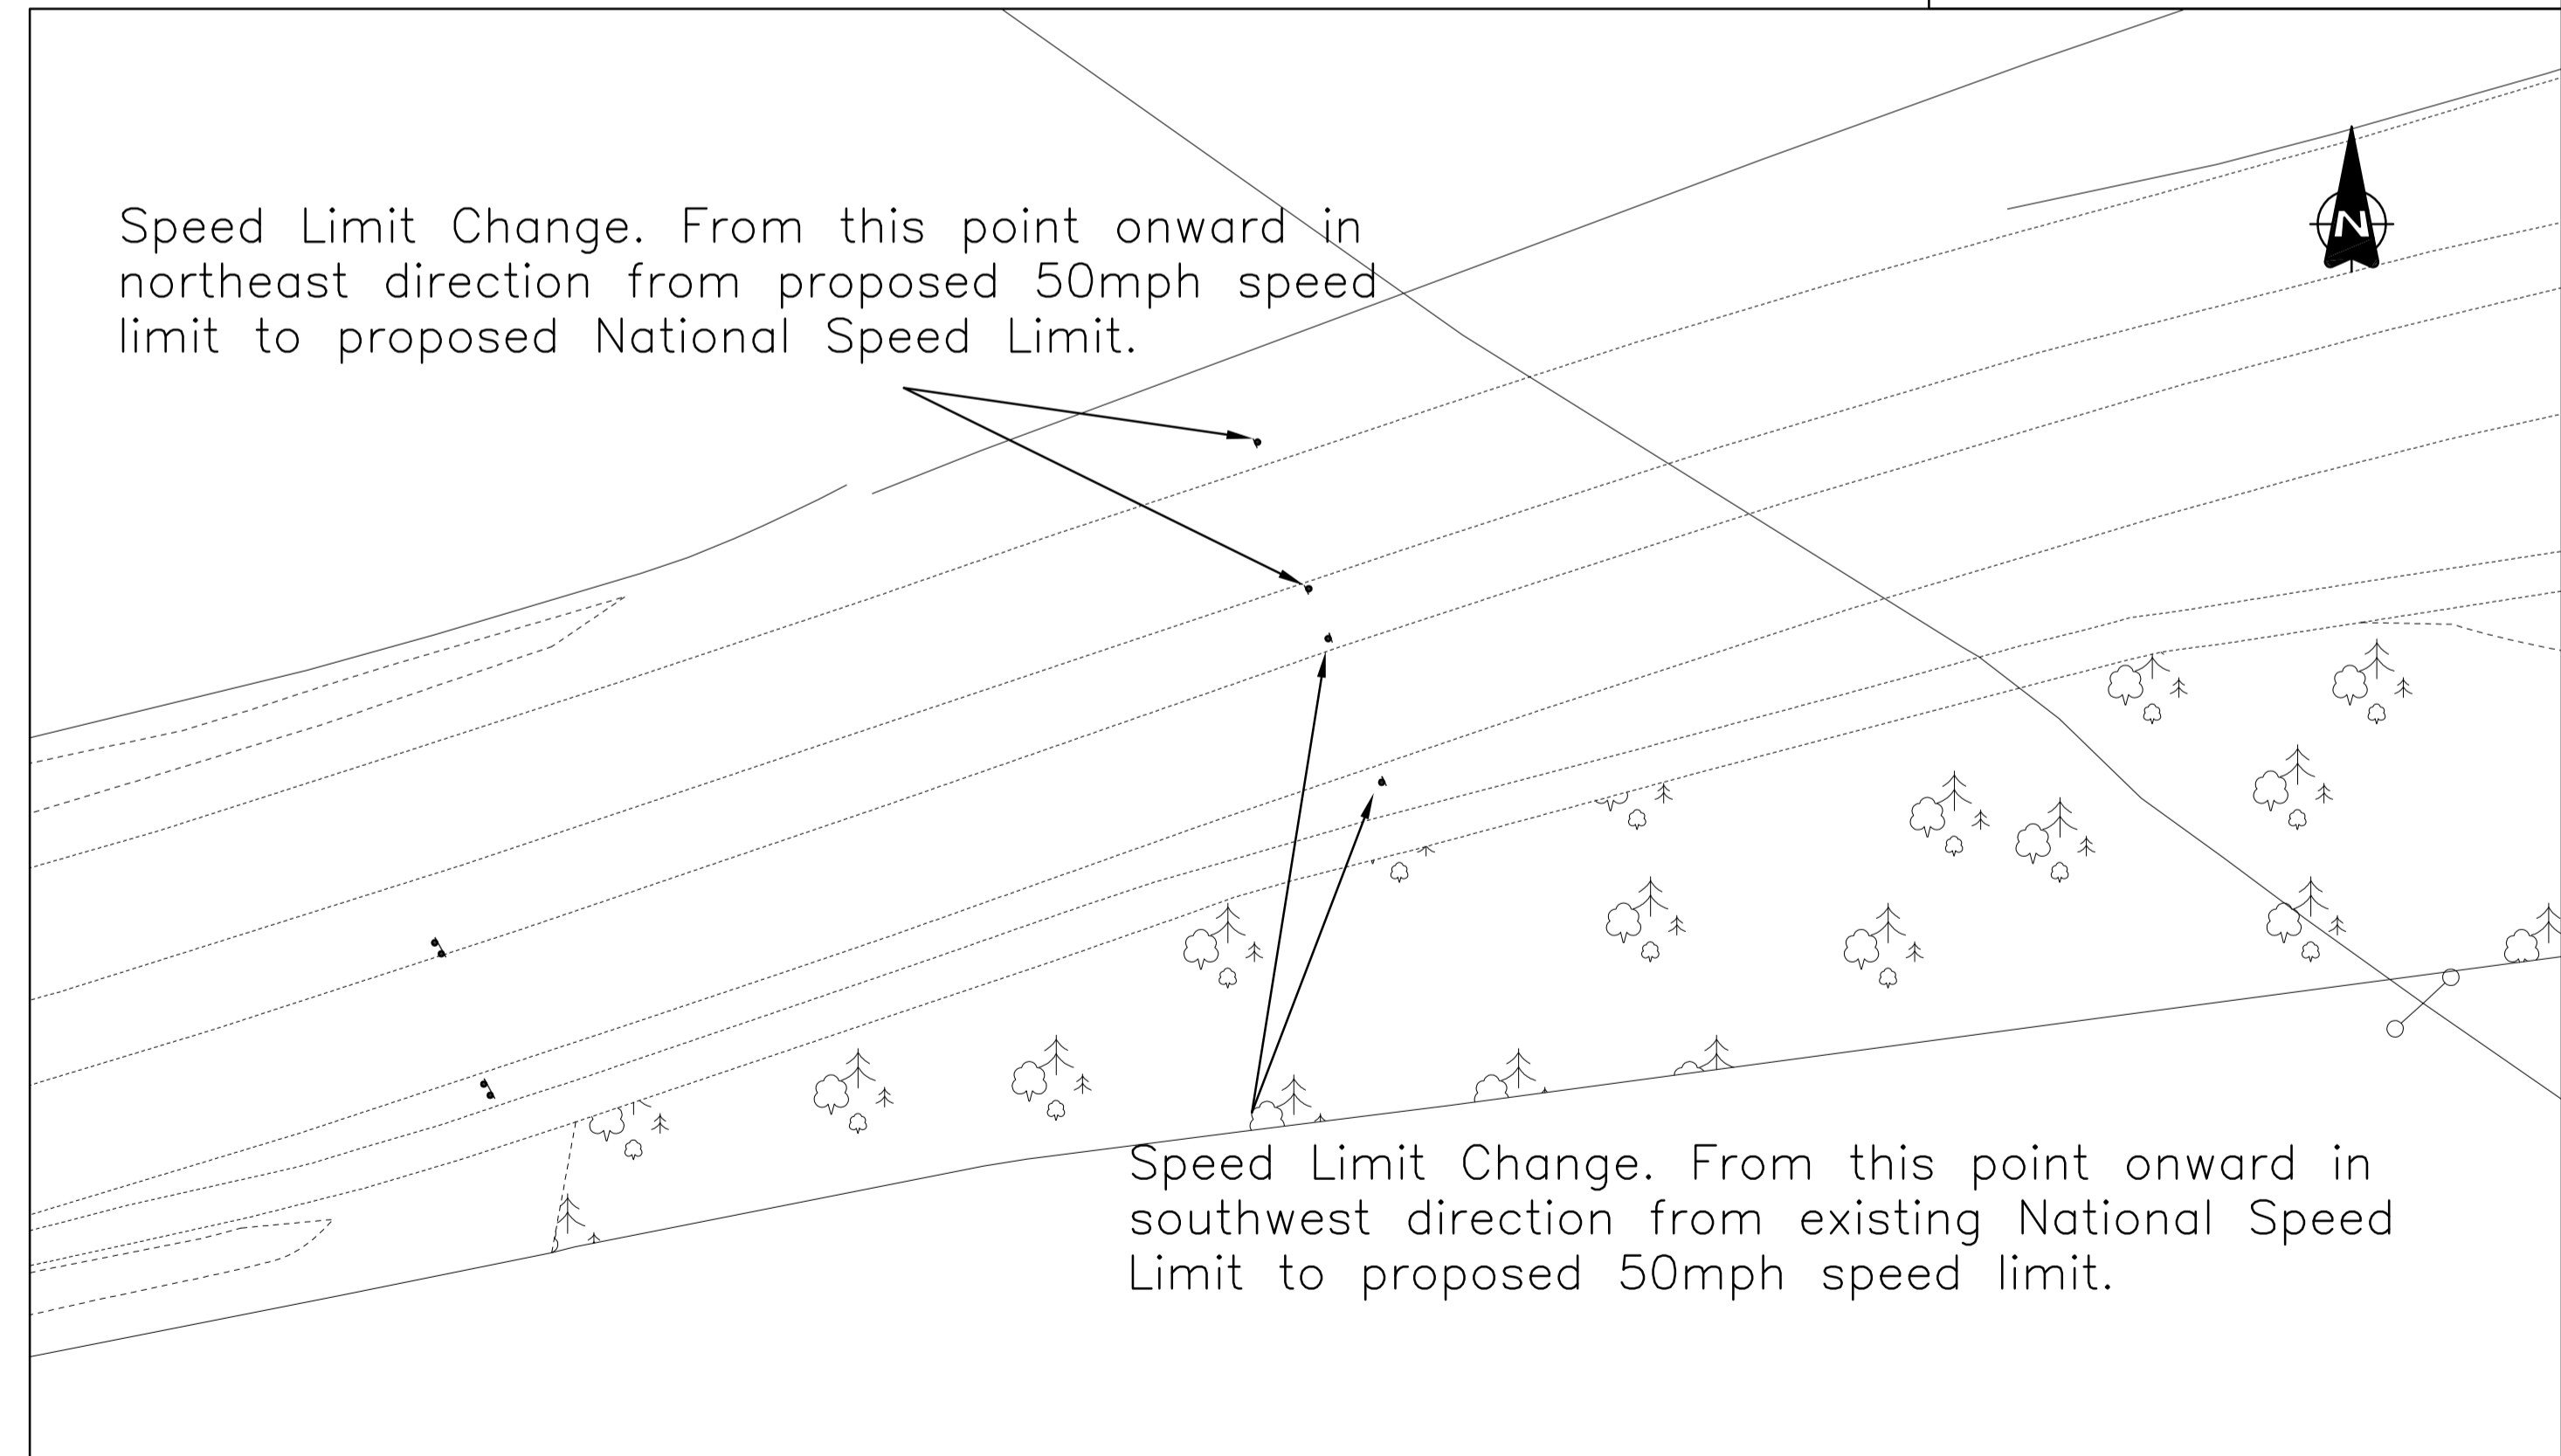 Speed Limit Change. From this point onward in
northeast direction from proposed 50mph speed
limit to proposed National Speed Limit.
N
Speed Limit Change. From this point onward in
southwest direction from existing National Speed
Limit to proposed 50mph speed limit.